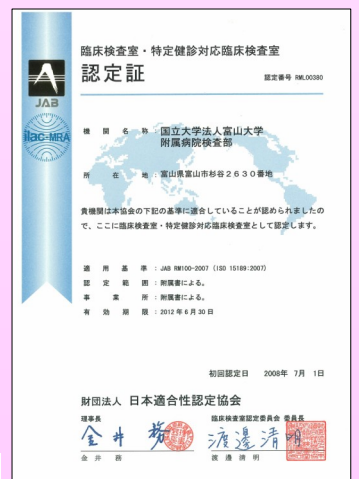 臨床検査室・特定健診対応臨床検査室
認定証
認定番号 RML00380
JAB
ilac-MRA
機関名称：国立大学法人富山大学
附属病院検査部
所在地：富山県富山市杉谷２６３０番地
貴機関は本協会の下記の基準に適合していることが認められましたの
で、ここに臨床検査室・特定健診対応臨床検査室として認定します。
適用基準：JAB RM100-2007 (ISO 15189:2007)
認定範囲：附属書による。
事業所：附属書による。
有効期限：2012年6月30日
初回認定日 2008年 7月 1日
財団法人 日本適合性認定協会
理事長 臨床検査室認定委員会 委員長
金井 務 渡邊清明
金井 務 渡邊清明